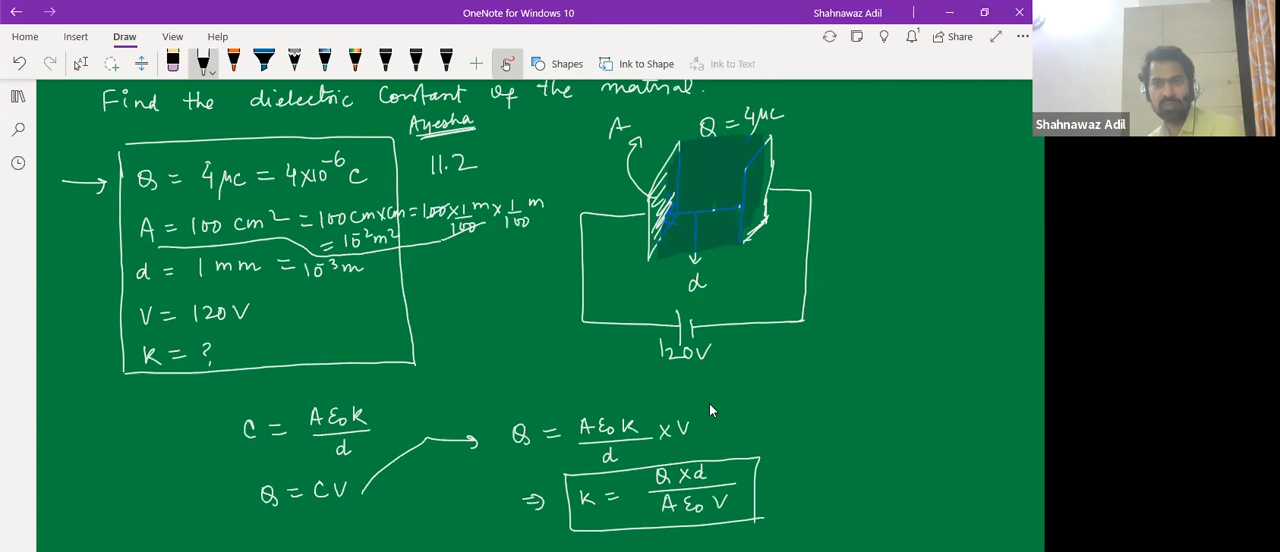 OneNote for Windows 10
Shahnawaz Adil
Home Insert Draw View Help
Share
Shapes
Ink to Shape
Ink to Text
Shahnawaz Adil
Find the dielectric constant of the material.
Ayesha
11.2
Q = 4μC = 4×10⁻⁶ C
A = 100 cm² = 100 cm×cm = 100×1/100 m × 1/100 m
= 10⁻² m²
d = 1 mm = 10⁻³ m
V = 120V
K = ?
A
Q = 4μC
d
120V
C = Aε₀K/d
Q = CV
Q = Aε₀K/d × V
⇒ K = Q×d/Aε₀V